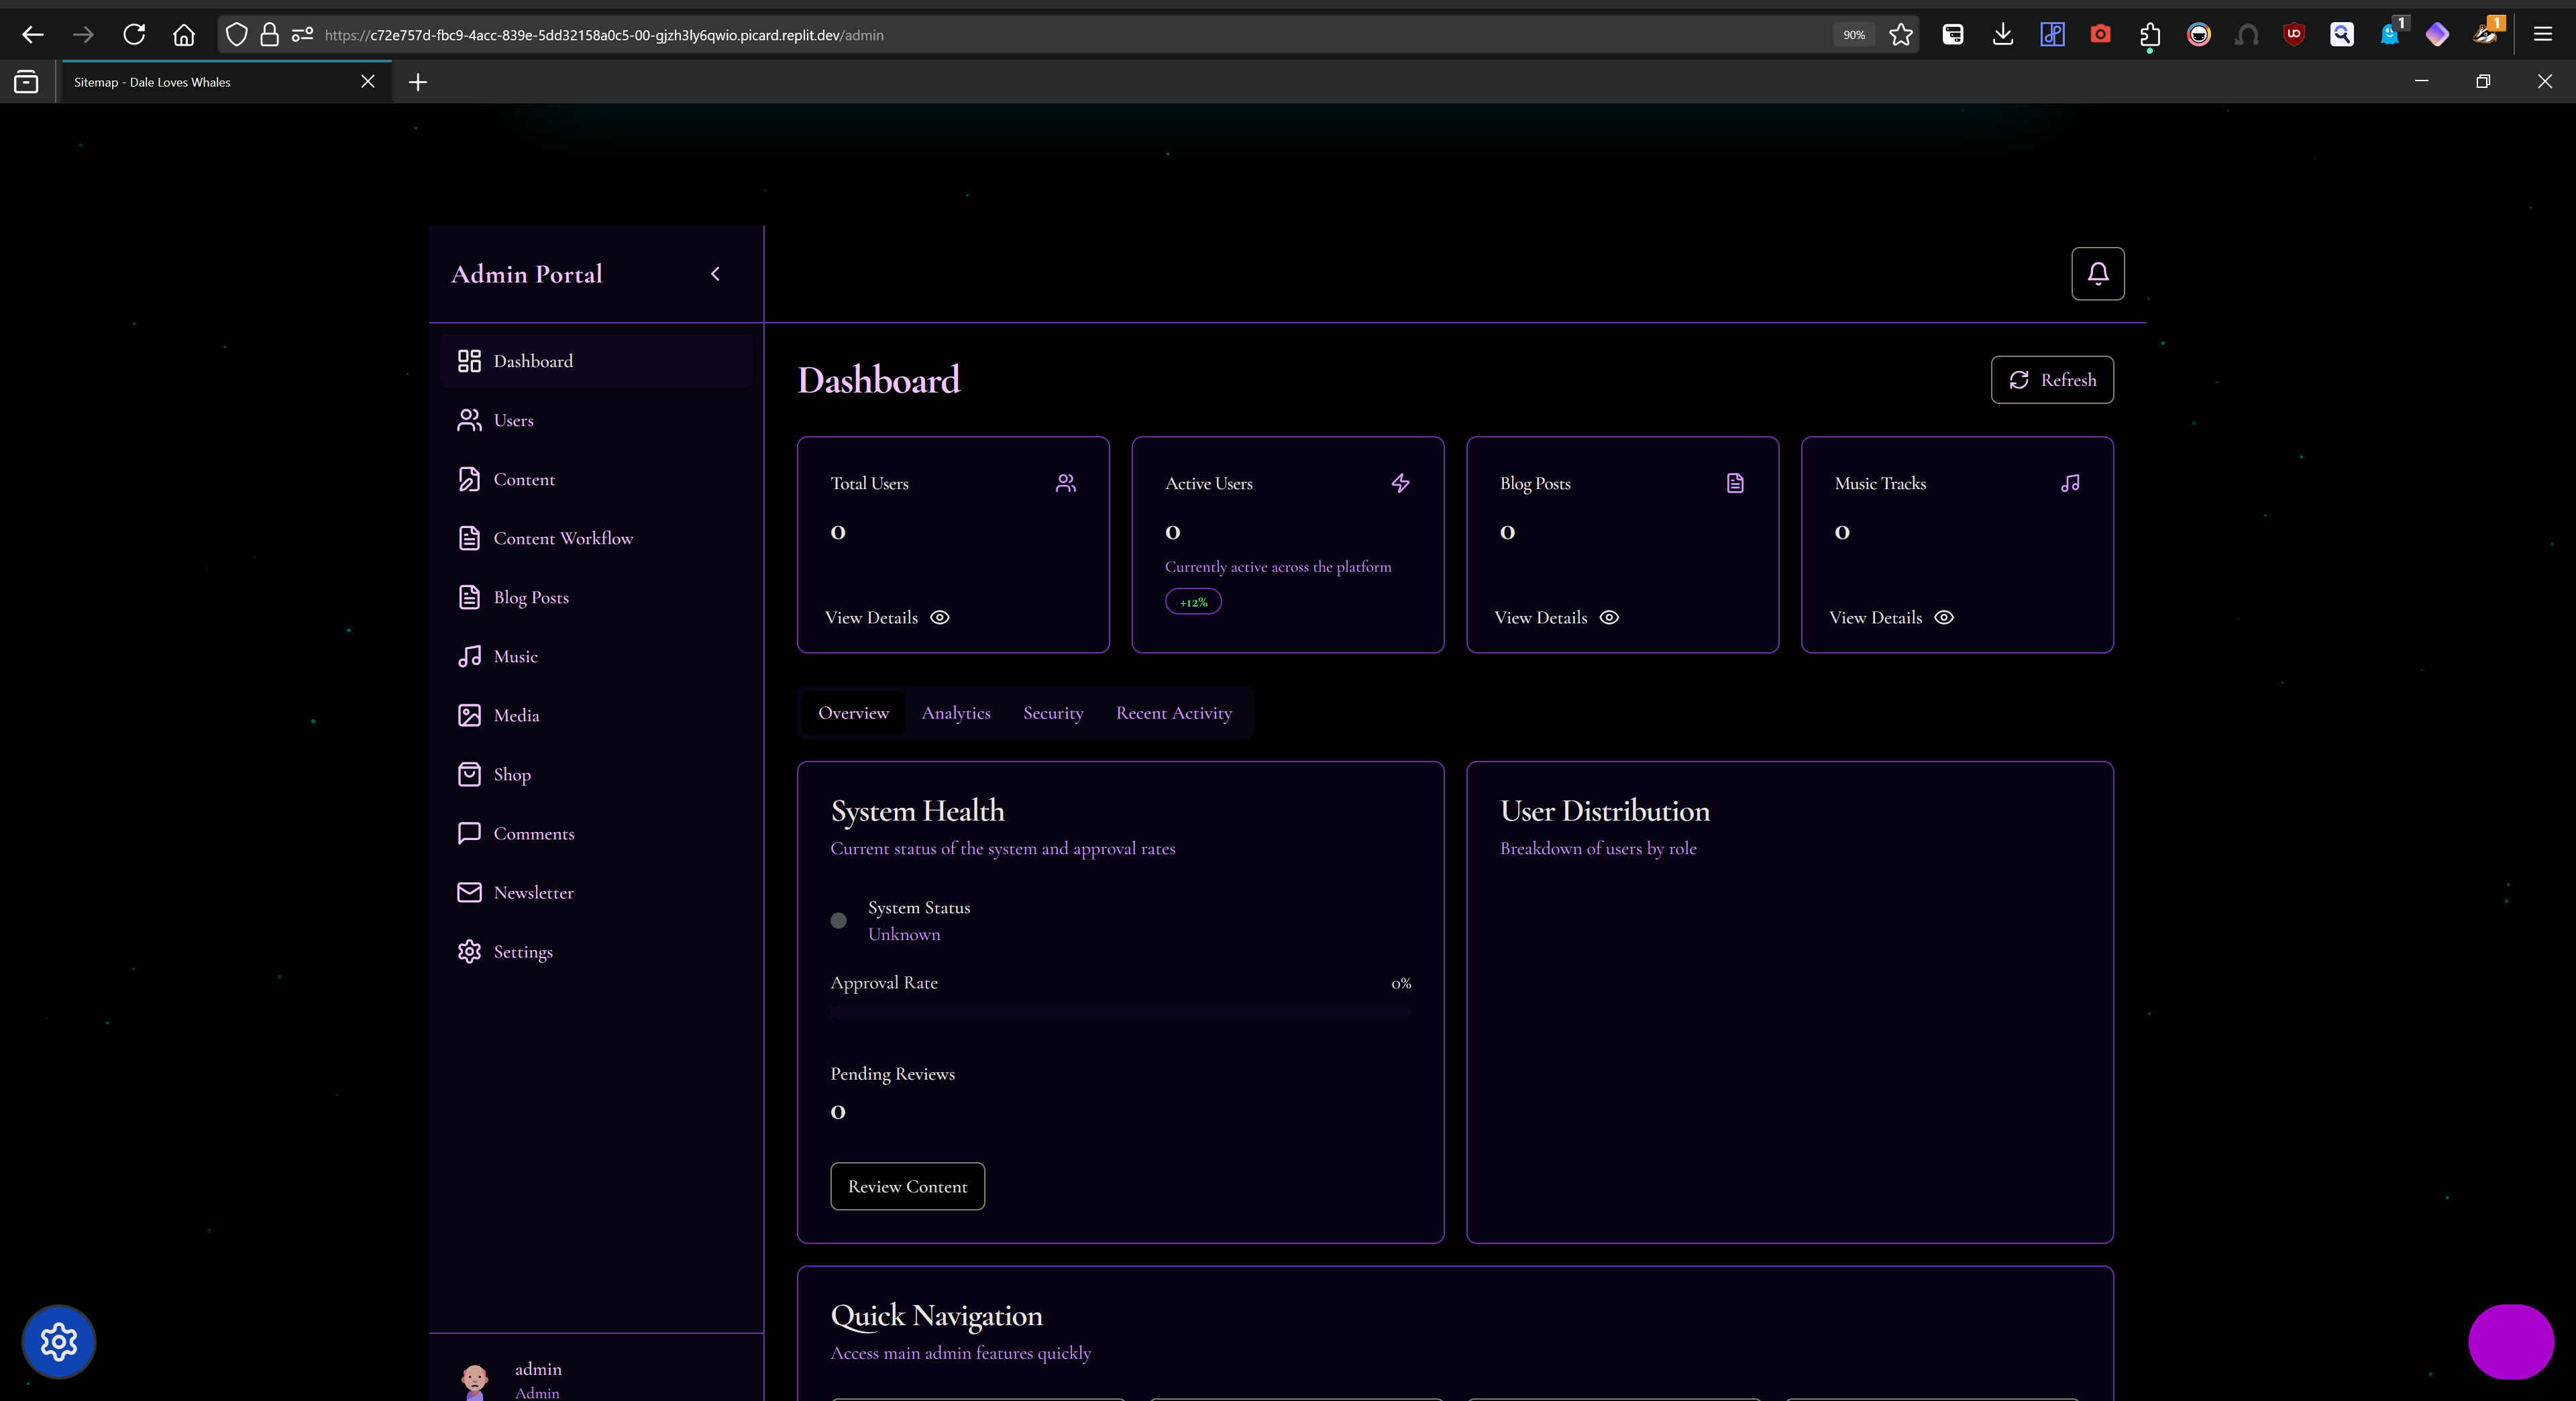 https://c72e757d-fbc9-4acc-839e-5dd32158a0c5-00-gjzh3ly6qwio.picard.replit.dev/admin
90%
1
1
Sitemap - Dale Loves Whales
Admin Portal
Dashboard
Users
Content
Content Workflow
Blog Posts
Music
Media
Shop
Comments
Newsletter
Settings
admin
Admin
Dashboard
Refresh
Total Users
0
View Details
Active Users
0
Currently active across the platform
+12%
Blog Posts
0
View Details
Music Tracks
0
View Details
Overview
Analytics
Security
Recent Activity
System Health
Current status of the system and approval rates
System Status
Unknown
Approval Rate
0%
Pending Reviews
0
Review Content
User Distribution
Breakdown of users by role
Quick Navigation
Access main admin features quickly